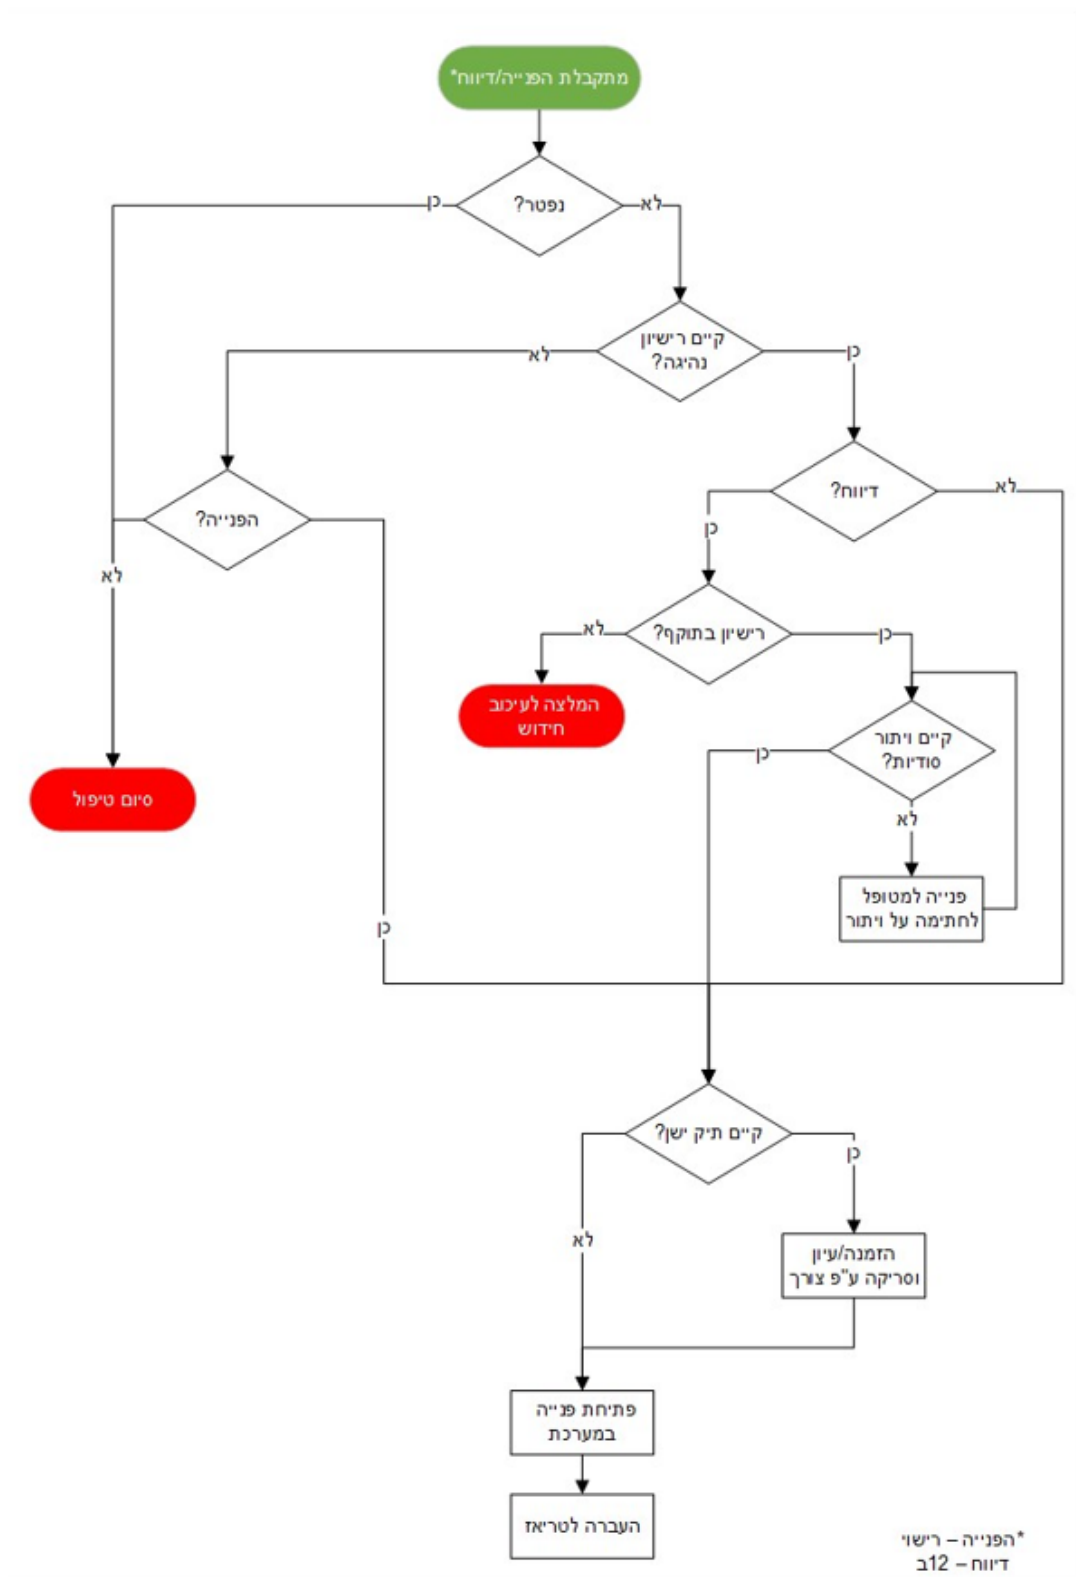 מתקבלת הפנייה/דיווח*
נפטר?
כן
לא
קיים רישיון
נהיגה?
לא
כן
דיווח?
לא
כן
הפנייה?
לא
כן
רישיון בתוקף?
לא
כן
המלצה לעיכוב
חידוש
קיים ויתור
סודיות?
כן
לא
סיום טיפול
פנייה למטופל
לחתימה על ויתור
קיים תיק ישן?
כן
לא
הזמנה/עיון
וסריקה ע"פ צורך
פתיחת פנייה
במערכת
העברה לטריאז
*הפנייה – רישוי
דיווח – 12ב